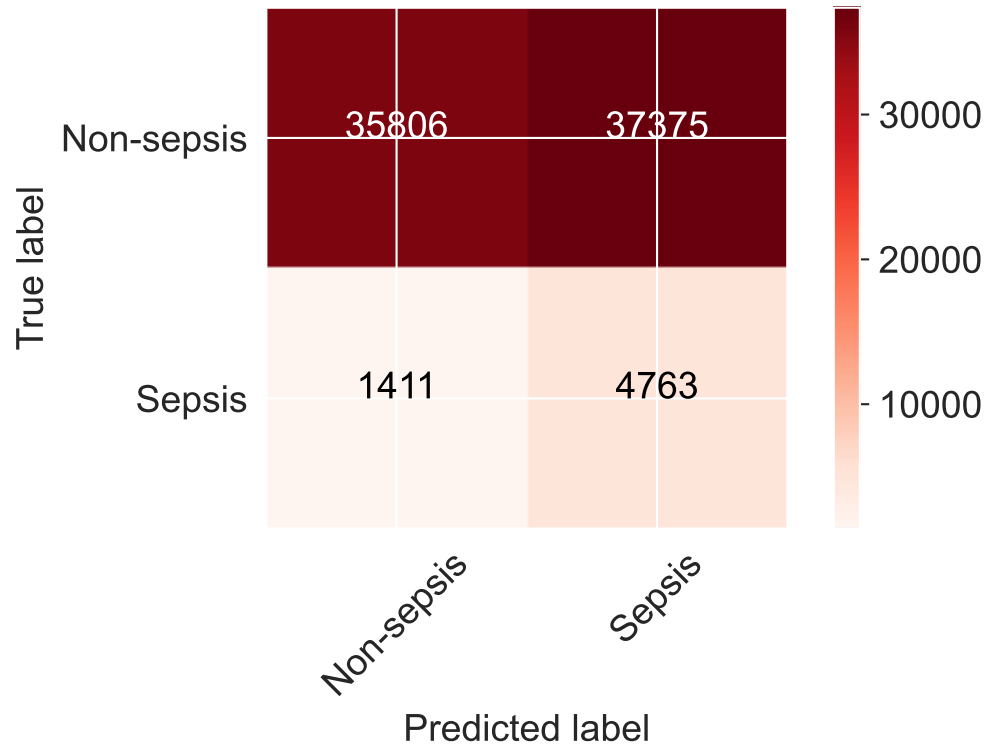 Non-sepsis 35806 37375
30000
20000
True label
Sepsis 1411 4763
10000
Non-sepsis Sepsis
Predicted label